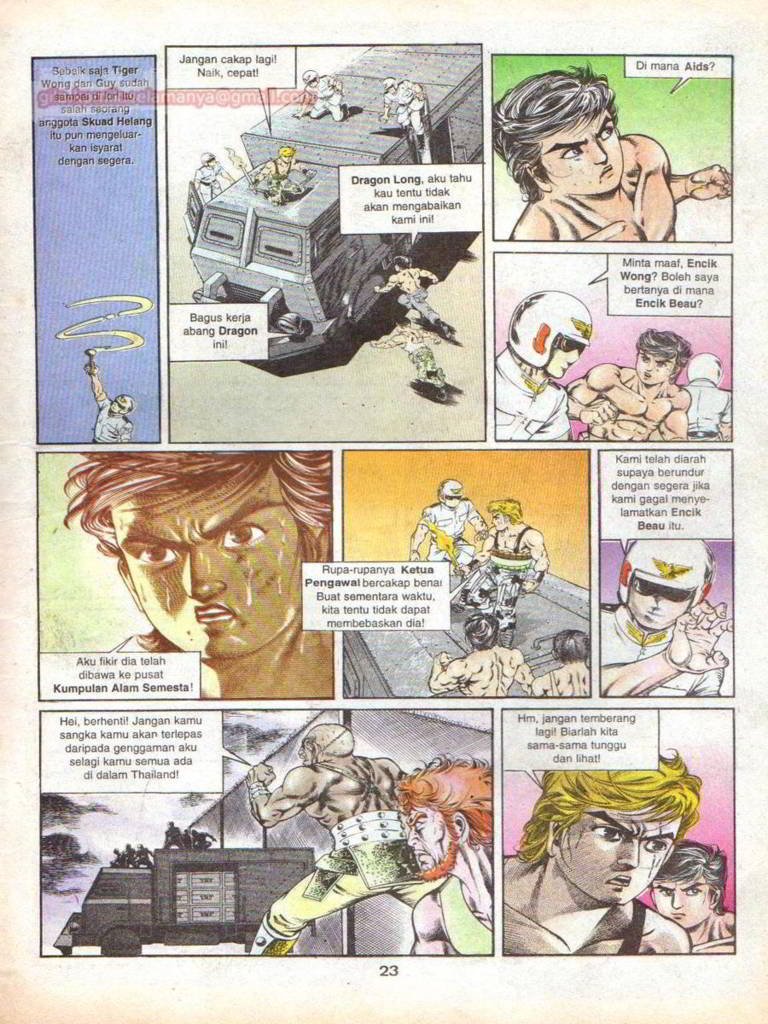 Sebaik saja Tiger
Wong dan Guy sudah
sampai di lori itu,
salah seorang
anggota Skuad Helang
itu pun mengeluar-
kan isyarat
dengan segera.
Jangan cakap lagi!
Naik, cepat!
Dragon Long, aku tahu
kau tentu tidak
akan mengabaikan
kami ini!
Bagus kerja
abang Dragon
ini!
Di mana Aids?
Minta maaf, Encik
Wong? Boleh saya
bertanya di mana
Encik Beau?
Aku fikir dia telah
dibawa ke pusat
Kumpulan Alam Semesta!
Rupa-rupanya Ketua
Pengawal bercakap benar
Buat sementara waktu,
kita tentu tidak dapat
membebaskan dia!
Kami telah diarah
supaya berundur
dengan segera jika
kami gagal menye-
lamatkan Encik
Beau itu.
Hei, berhenti! Jangan kamu
sangka kamu akan terlepas
daripada genggaman aku
selagi kamu semua ada
di dalam Thailand!
Hm, jangan temberang
lagi! Biarlah kita
sama-sama tunggu
dan lihat!
23